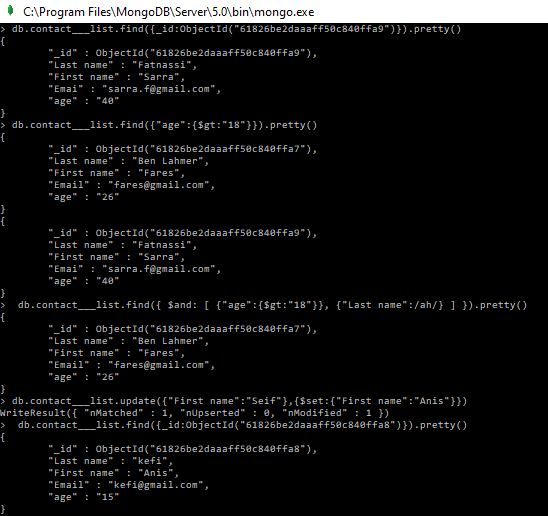 C:\Program Files\MongoDB\Server\5.0\bin\mongo.exe
> db.contact___list.find({_id:ObjectId("61826be2daaaff50c840ffa9")}).pretty()
{
        "_id" : ObjectId("61826be2daaaff50c840ffa9"),
        "Last name" : "Fatnassi",
        "First name" : "Sarra",
        "Emai" : "sarra.f@gmail.com",
        "age" : "40"
}
> db.contact___list.find({"age":{$gt:"18"}}).pretty()
{
        "_id" : ObjectId("61826be2daaaff50c840ffa7"),
        "Last name" : "Ben Lahmer",
        "First name" : "Fares",
        "Email" : "fares@gmail.com",
        "age" : "26"
}
{
        "_id" : ObjectId("61826be2daaaff50c840ffa9"),
        "Last name" : "Fatnassi",
        "First name" : "Sarra",
        "Emai" : "sarra.f@gmail.com",
        "age" : "40"
}
>  db.contact___list.find({ $and: [ {"age":{$gt:"18"}}, {"Last name":/ah/} ] }).pretty()
{
        "_id" : ObjectId("61826be2daaaff50c840ffa7"),
        "Last name" : "Ben Lahmer",
        "First name" : "Fares",
        "Email" : "fares@gmail.com",
        "age" : "26"
}
> db.contact___list.update({"First name":"Seif"},{$set:{"First name":"Anis"}})
WriteResult({ "nMatched" : 1, "nUpserted" : 0, "nModified" : 1 })
>  db.contact___list.find({_id:ObjectId("61826be2daaaff50c840ffa8")}).pretty()
{
        "_id" : ObjectId("61826be2daaaff50c840ffa8"),
        "Last name" : "kefi",
        "First name" : "Anis",
        "Email" : "kefi@gmail.com",
        "age" : "15"
}